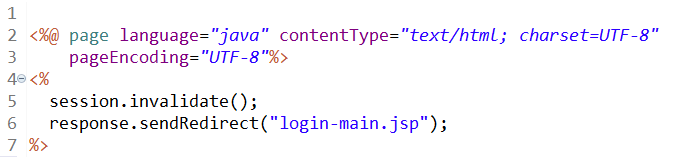 1
2 <%@ page language="java" contentType="text/html; charset=UTF-8"
3     pageEncoding="UTF-8"%>
4 <%
5   session.invalidate();
6   response.sendRedirect("login-main.jsp");
7 %>